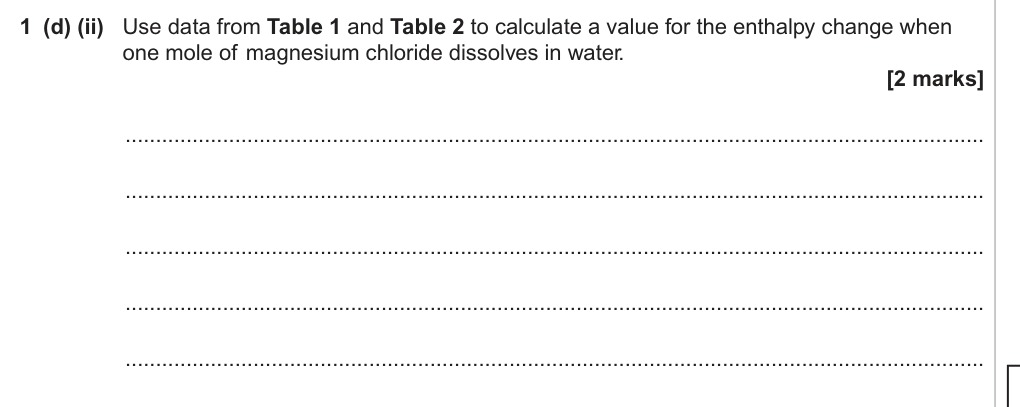 1 (d) (ii) Use data from Table 1 and Table 2 to calculate a value for the enthalpy change when
one mole of magnesium chloride dissolves in water.
[2 marks]